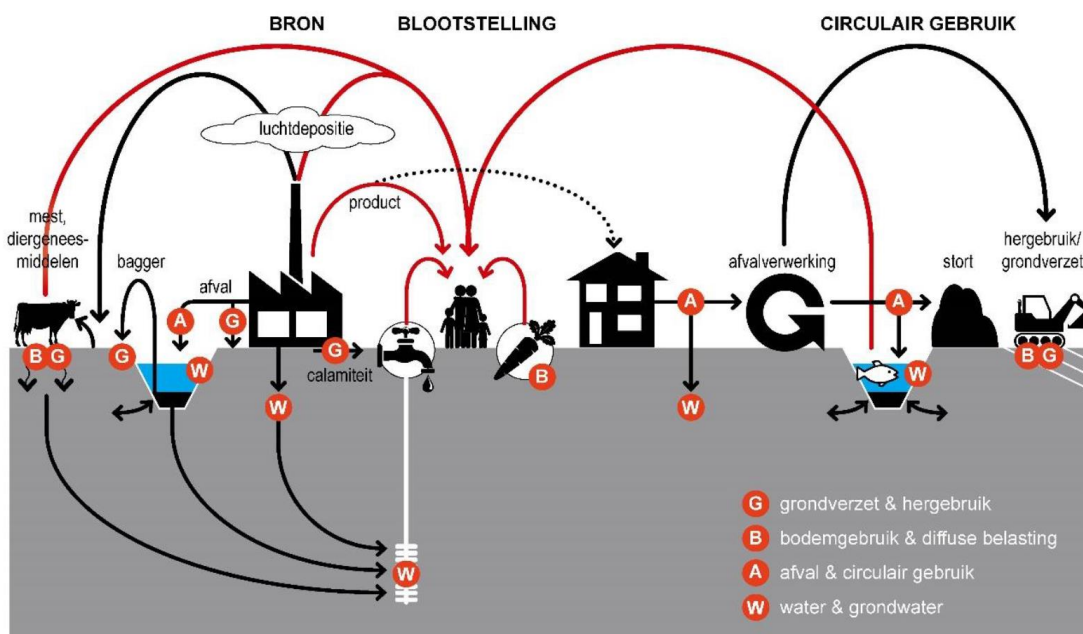 BRON
BLOOTSTELLING
CIRCULAIR GEBRUIK
luchtdepositie
product
mest,
diergenees-
middelen
bagger
afval
afvalverwerking
stort
hergebruik/
grondverzet
A
G
A
A
B G
G
W
G
calamiteit
B
W
B G
W
W
W
G grondverzet & hergebruik
B bodemgebruik & diffuse belasting
A afval & circulair gebruik
W water & grondwater